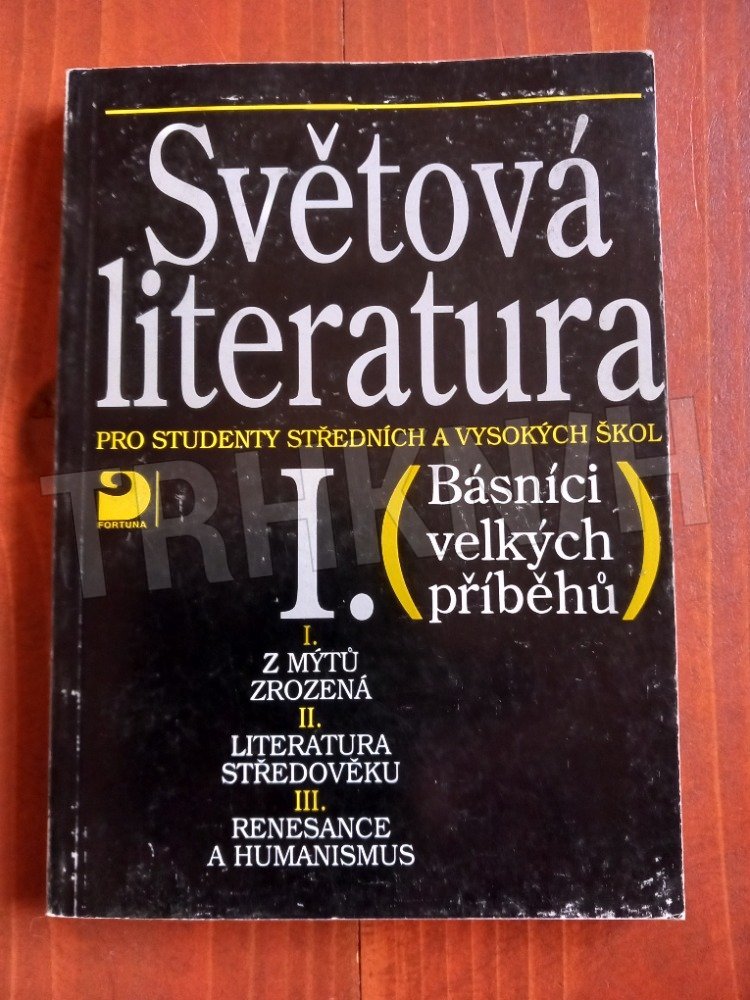 Světová
literatura
PRO STUDENTY STŘEDNÍCH A VYSOKÝCH ŠKOL
FORTUNA
I.
(Básníci
velkých
příběhů)
I.
Z MÝTŮ
ZROZENÁ
II.
LITERATURA
STŘEDOVĚKU
III.
RENESANCE
A HUMANISMUS
TRHKNIH